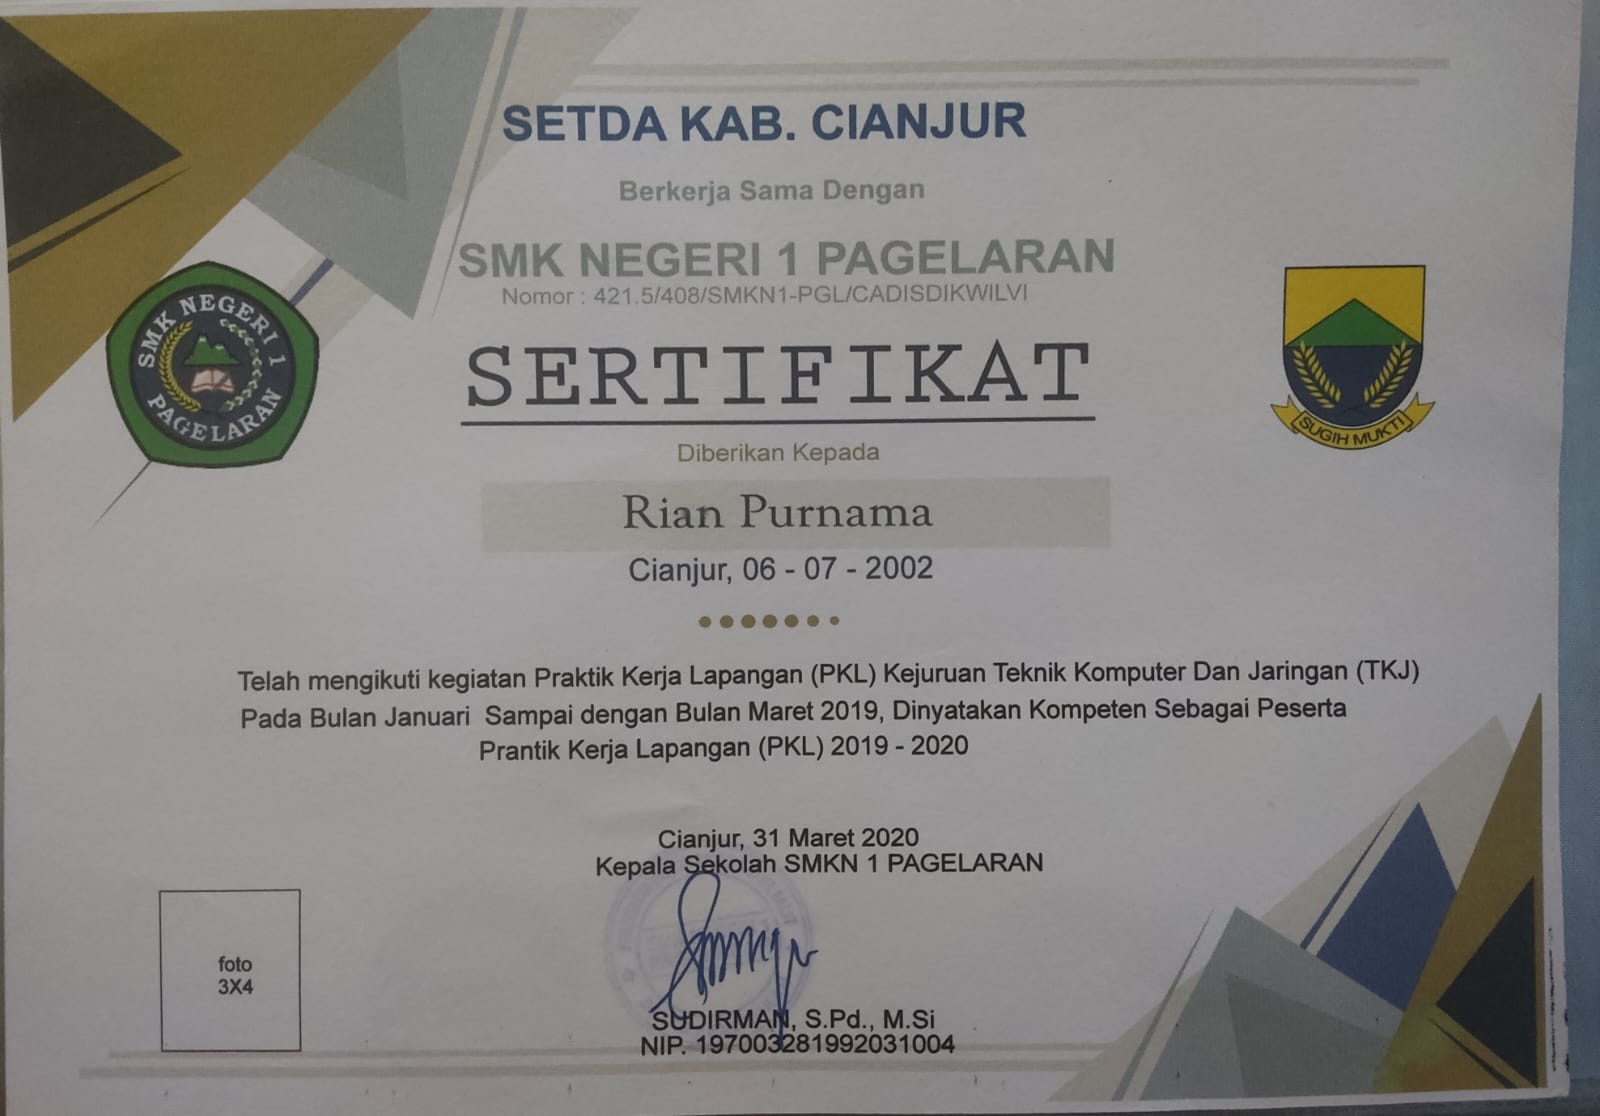 SETDA KAB. CIANJUR
Berkerja Sama Dengan
SMK NEGERI 1 PAGELARAN
Nomor : 421.5/408/SMKN1-PGL/CADISDIKWILVI
SMK NEGERI 1
PAGELARAN
SERTIFIKAT
SUGIH MUKTI
Diberikan Kepada
Rian Purnama
Cianjur, 06 - 07 - 2002
Telah mengikuti kegiatan Praktik Kerja Lapangan (PKL) Kejuruan Teknik Komputer Dan Jaringan (TKJ)
Pada Bulan Januari Sampai dengan Bulan Maret 2019, Dinyatakan Kompeten Sebagai Peserta
Prantik Kerja Lapangan (PKL) 2019 - 2020
Cianjur, 31 Maret 2020
Kepala Sekolah SMKN 1 PAGELARAN
foto
3X4
SUDIRMAN, S.Pd., M.Si
NIP. 197003281992031004